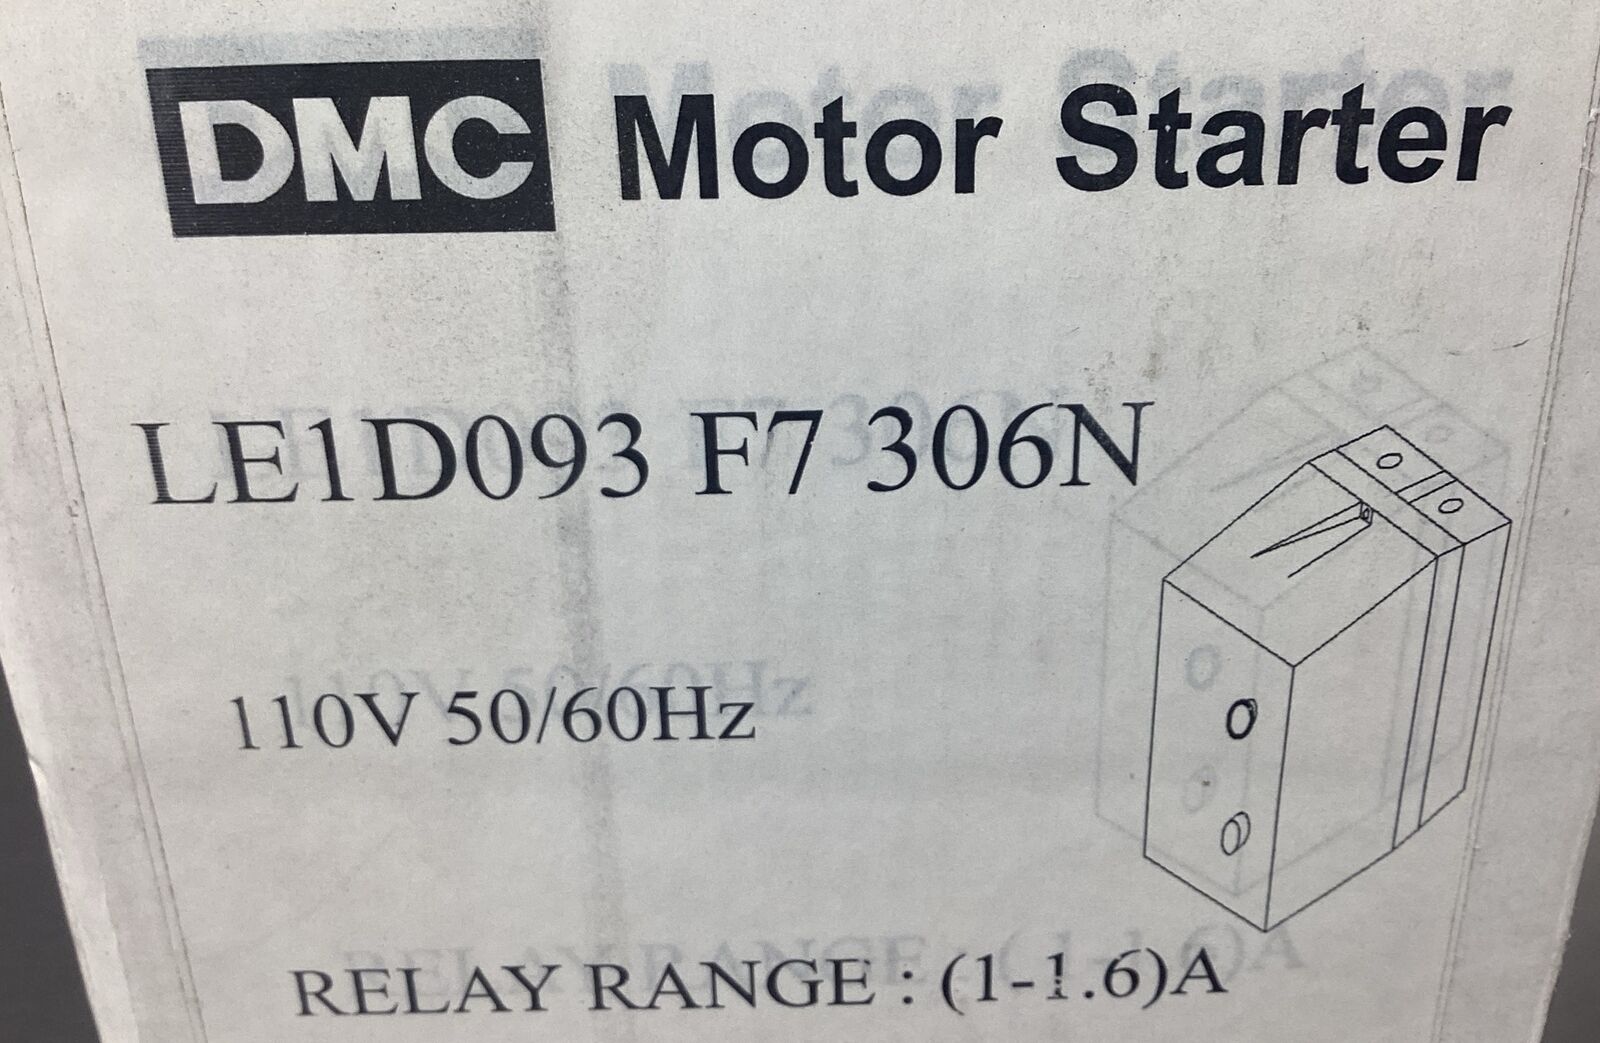 DMC Motor Starter
LE1D093 F7 306N
110V 50/60Hz
RELAY RANGE : (1-1.6)A